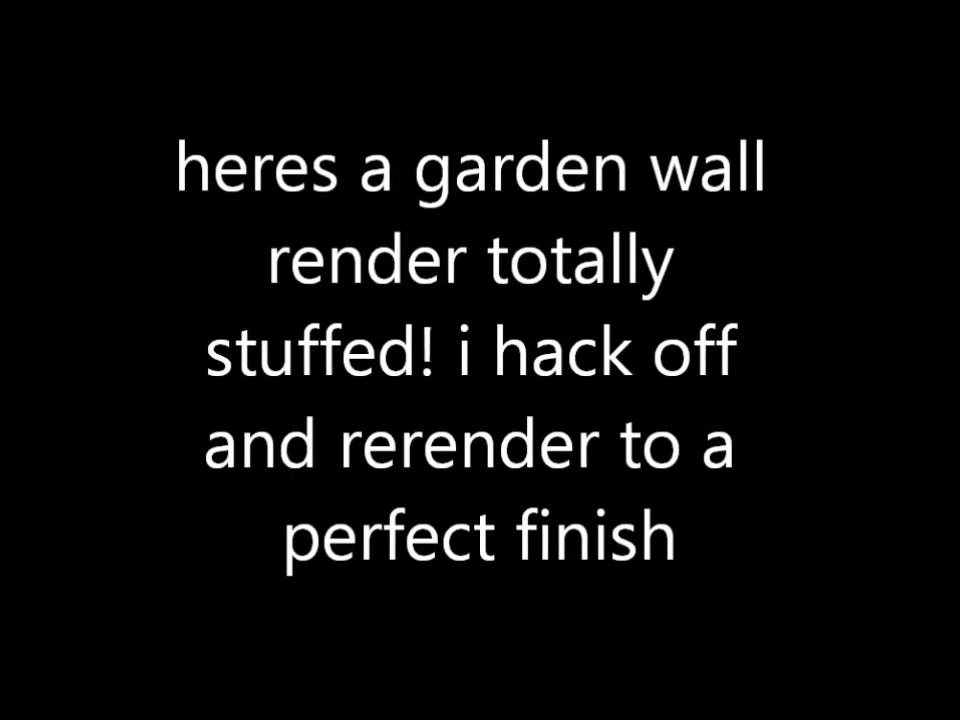 heres a garden wall
render totally
stuffed! i hack off
and rerender to a
perfect finish